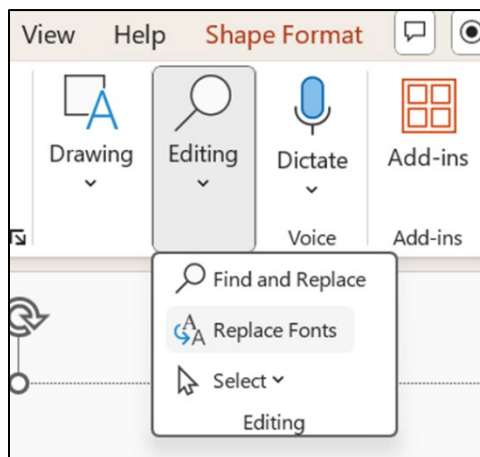 View Help Shape Format
Drawing Editing Dictate Add-ins
Voice Add-ins
Find and Replace
Replace Fonts
Select
Editing